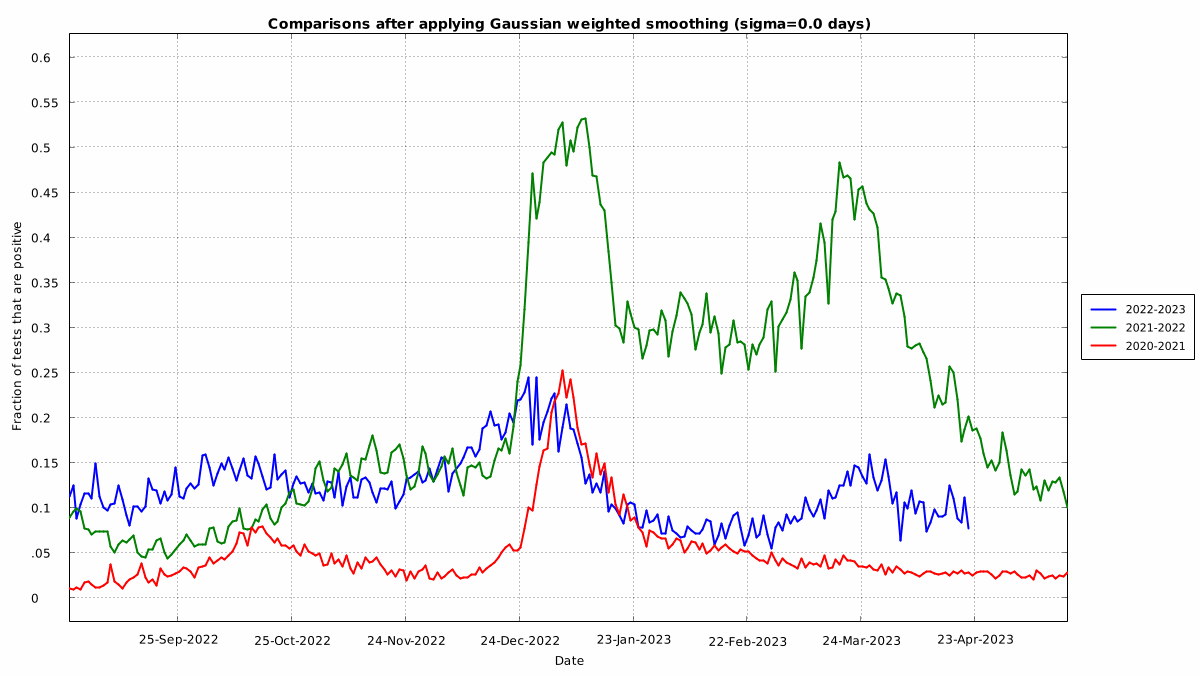 Comparisons after applying Gaussian weighted smoothing (sigma=0.0 days)
Fraction of tests that are positive
0.6
0.55
0.5
0.45
0.4
0.35
0.3
0.25
0.2
0.15
0.1
.05
0
25-Sep-2022
25-Oct-2022
24-Nov-2022
24-Dec-2022
23-Jan-2023
22-Feb-2023
24-Mar-2023
23-Apr-2023
Date
2022-2023
2021-2022
2020-2021